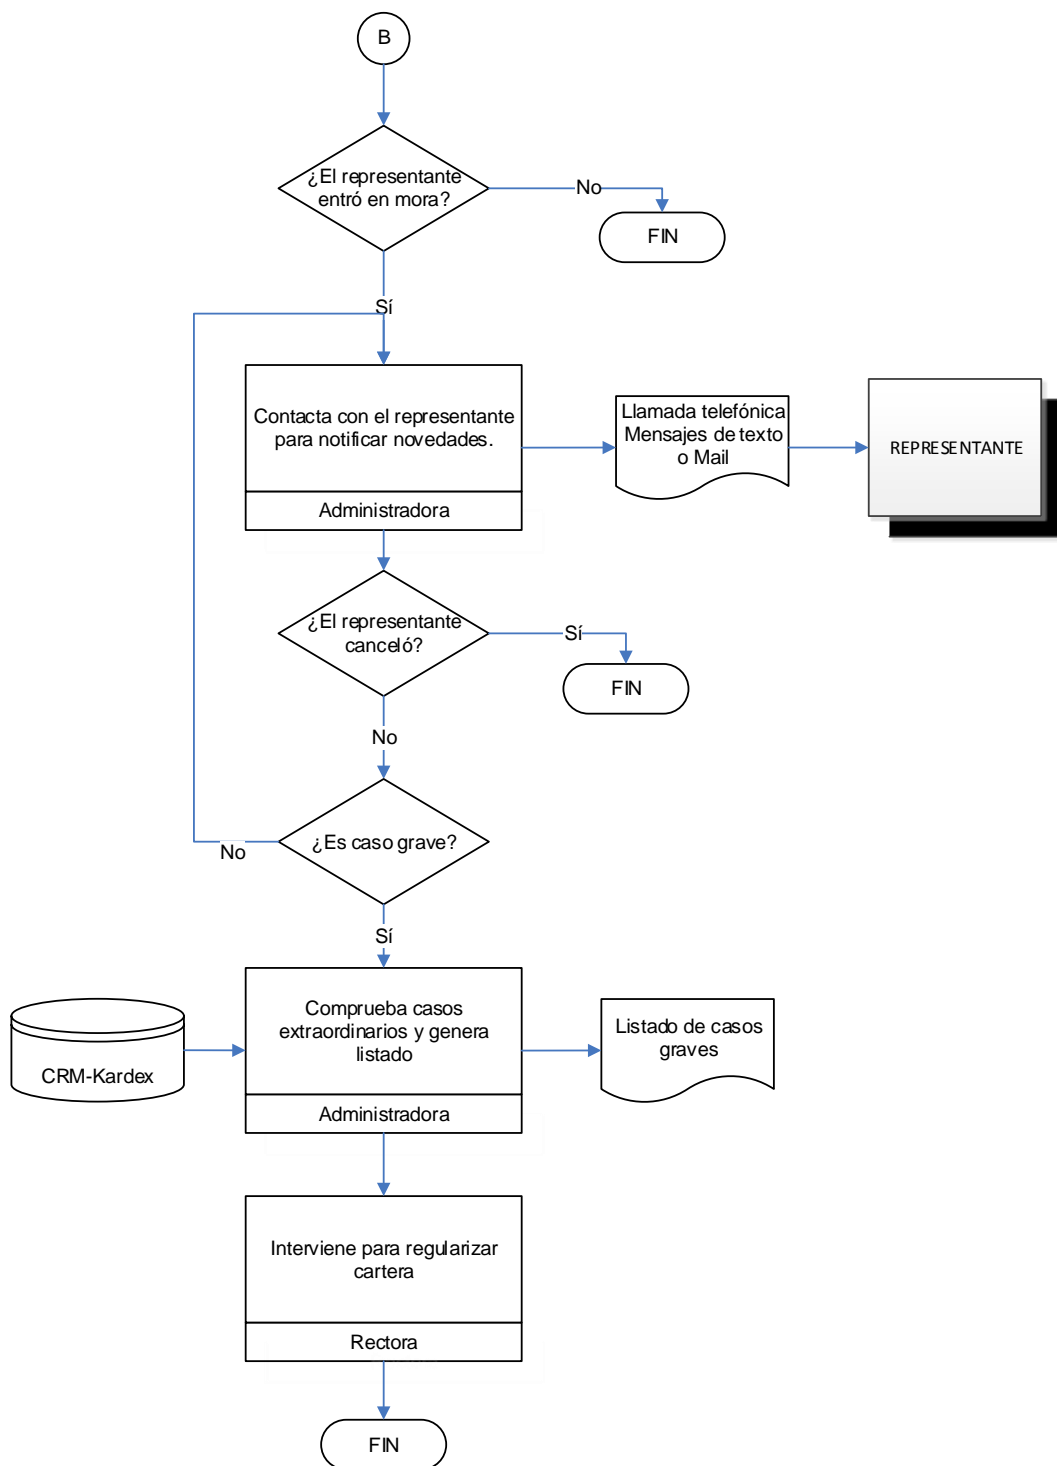 B
¿El representante
entró en mora?
No
FIN
Sí
Contacta con el representante
para notificar novedades.
Administradora
Llamada telefónica
Mensajes de texto
o Mail
REPRESENTANTE
¿El representante
canceló?
Sí
FIN
No
¿Es caso grave?
No
Sí
Comprueba casos
extraordinarios y genera
listado
Administradora
CRM-Kardex
Listado de casos
graves
Interviene para regularizar
cartera
Rectora
FIN